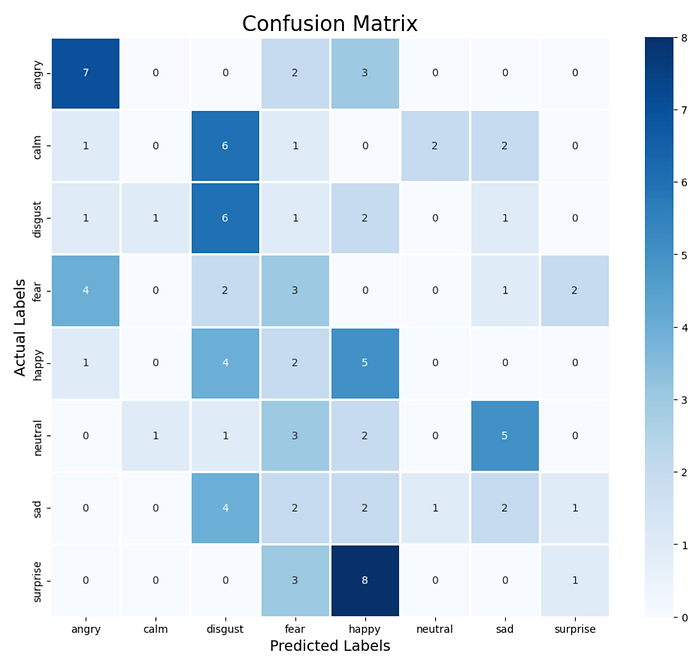 Confusion Matrix
Actual Labels
angry 7 0 0 2 3 0 0 0
calm 1 0 6 1 0 2 2 0
disgust 1 1 6 1 2 0 1 0
fear 4 0 2 3 0 0 1 2
happy 1 0 4 2 5 0 0 0
neutral 0 1 1 3 2 0 5 0
sad 0 0 4 2 2 1 2 1
surprise 0 0 0 3 8 0 0 1
angry calm disgust fear happy neutral sad surprise
Predicted Labels
8
7
6
5
4
3
2
1
0